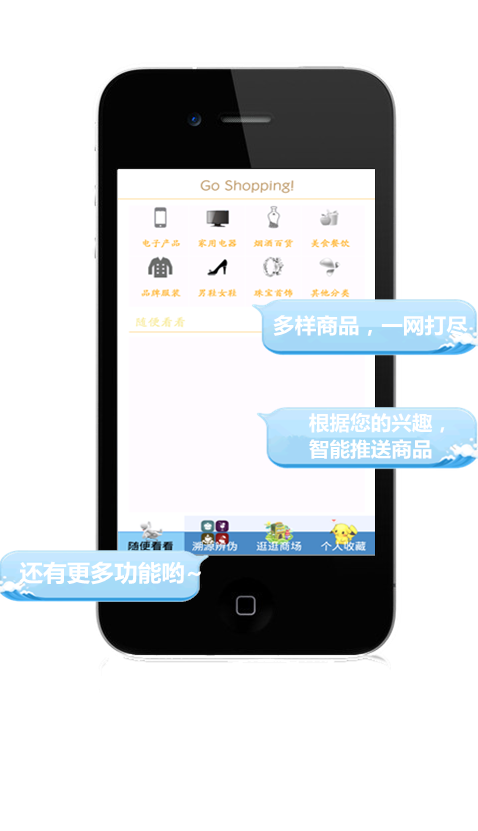 Go Shopping!
电子产品 家用电器 烟酒百货 美食餐饮
品牌服装 男鞋女鞋 珠宝首饰 其他分类
随便看看
多样商品，一网打尽
根据您的兴趣，
智能推送商品
随便看看 溯源辨伪 逛逛商场 个人收藏
还有更多功能哟~